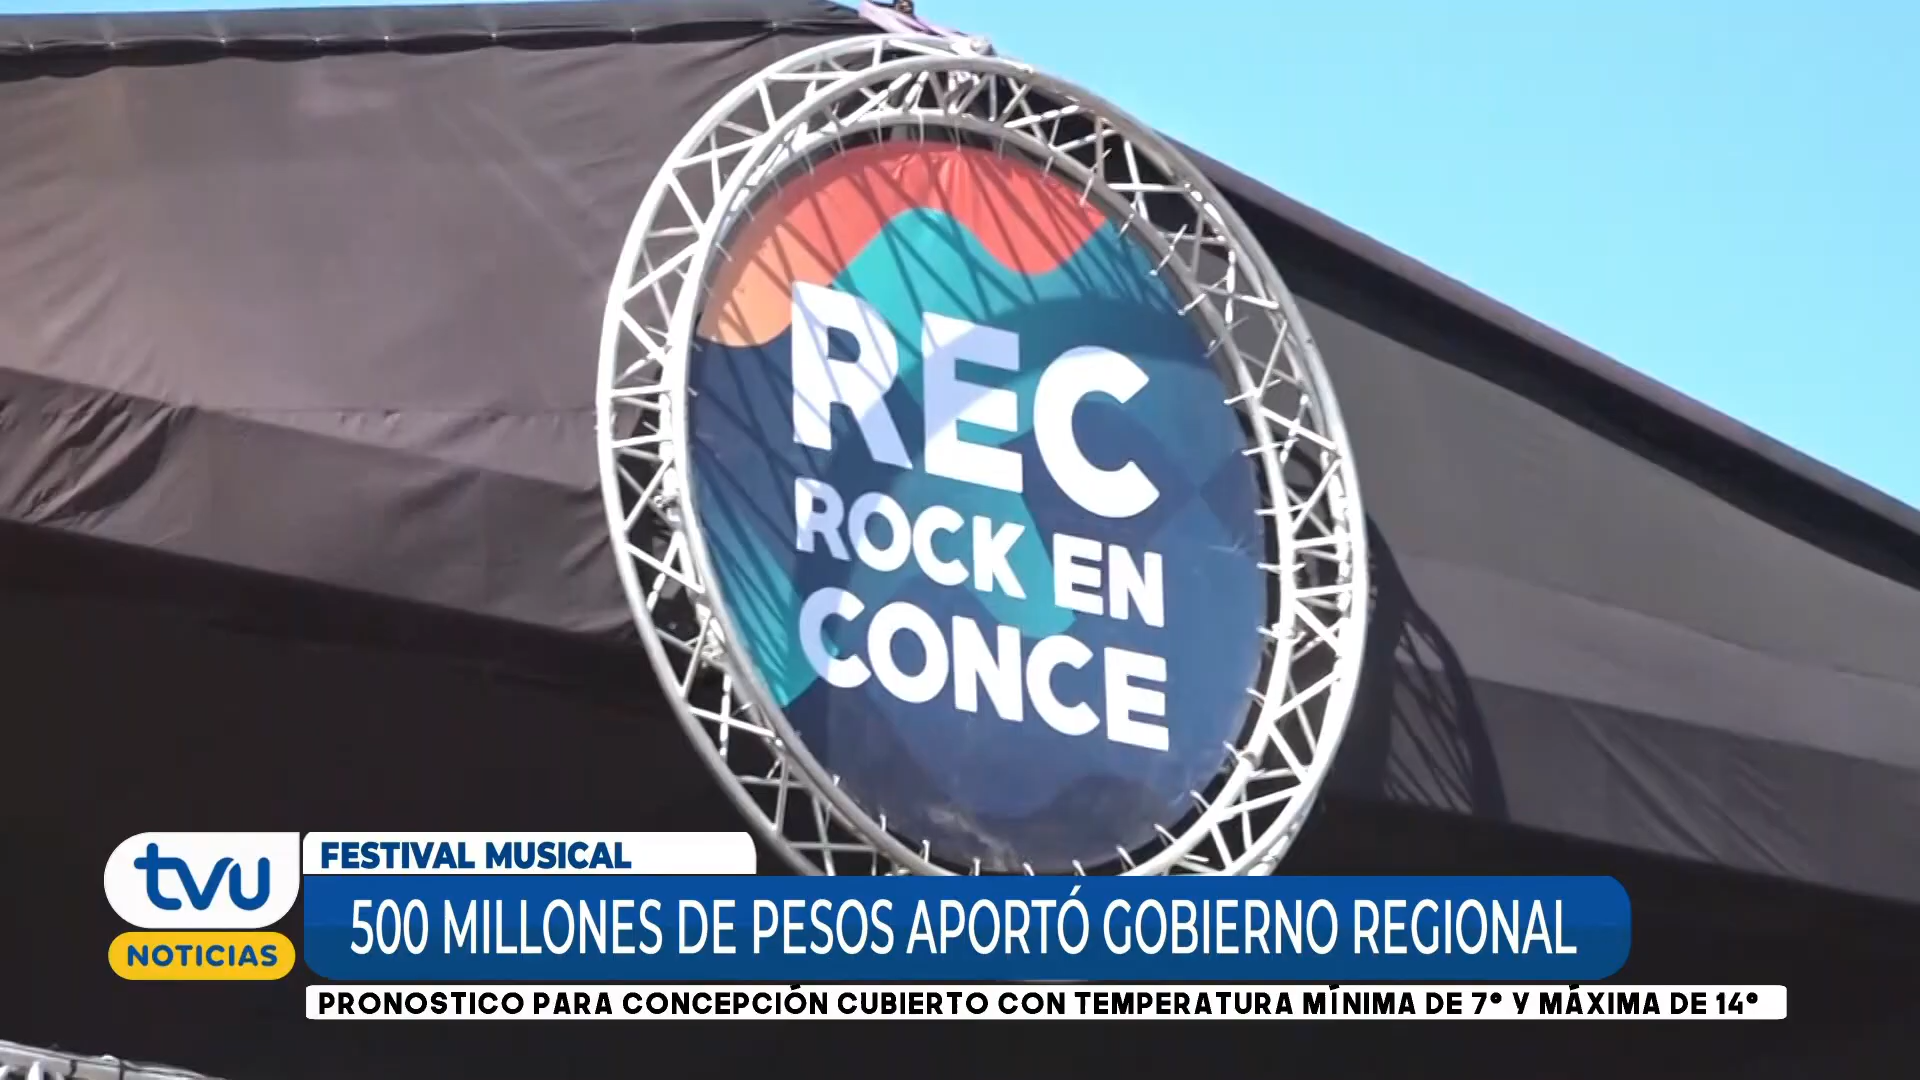 REC
ROCK EN
CONCE
tvu
NOTICIAS
FESTIVAL MUSICAL
500 MILLONES DE PESOS APORTÓ GOBIERNO REGIONAL
PRONOSTICO PARA CONCEPCIÓN CUBIERTO CON TEMPERATURA MÍNIMA DE 7° Y MÁXIMA DE 14°